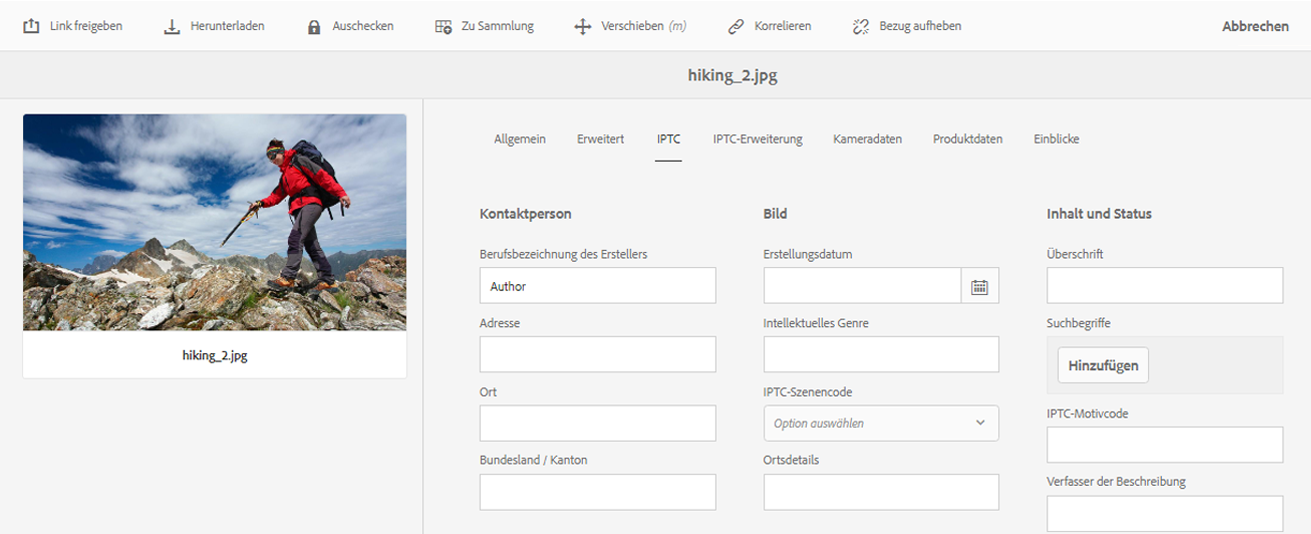 Link freigeben Herunterladen Auschecken Zu Sammlung Verschieben (m) Korrelieren Bezug aufheben Abbrechen
hiking_2.jpg
hiking_2.jpg
Allgemein Erweitert IPTC IPTC-Erweiterung Kameradaten Produktdaten Einblicke
Kontaktperson
Berufsbezeichnung des Erstellers
Author
Adresse
Ort
Bundesland / Kanton
Bild
Erstellungsdatum
Intellektuelles Genre
IPTC-Szenencode
Option auswählen
Ortsdetails
Inhalt und Status
Überschrift
Suchbegriffe
Hinzufügen
IPTC-Motivcode
Verfasser der Beschreibung